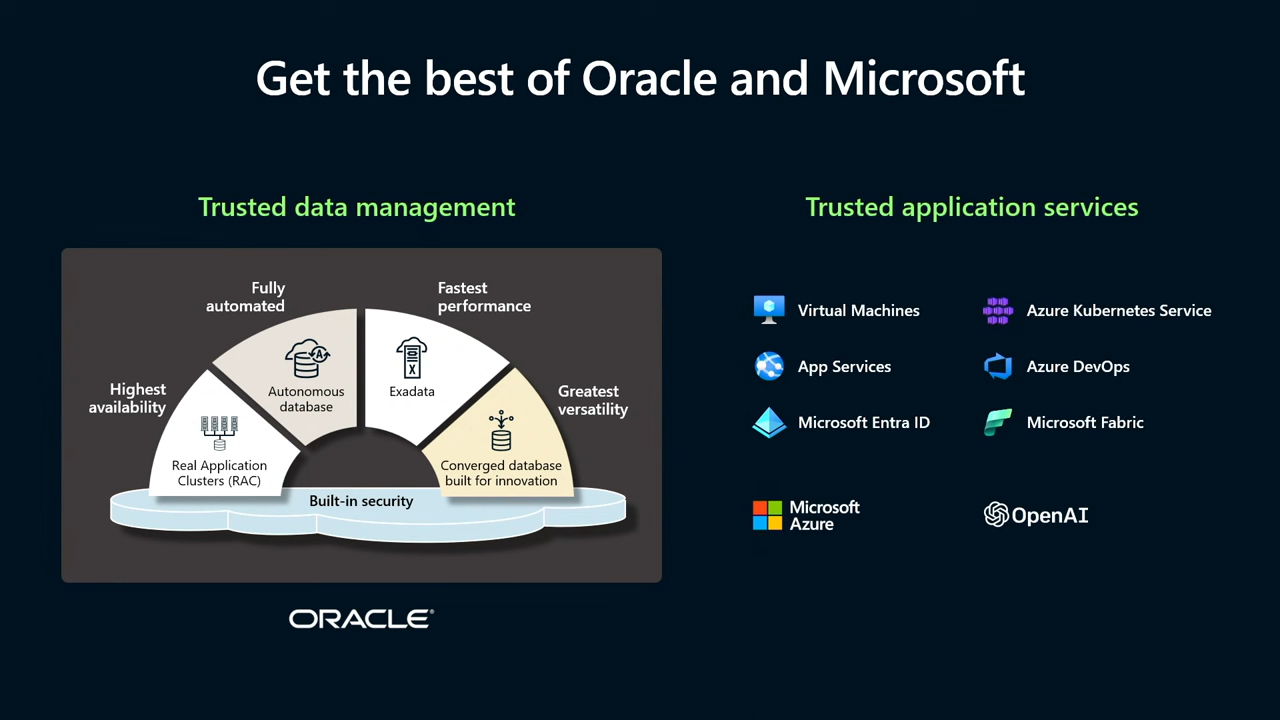 Get the best of Oracle and Microsoft
Trusted data management
Fully
automated
Fastest
performance
Highest
availability
Greatest
versatility
Autonomous
database
A
Exadata
X
Real Application
Clusters (RAC)
Converged database
built for innovation
Built-in security
ORACLE®
Trusted application services
Virtual Machines
Azure Kubernetes Service
App Services
Azure DevOps
Microsoft Entra ID
Microsoft Fabric
Microsoft
Azure
OpenAI